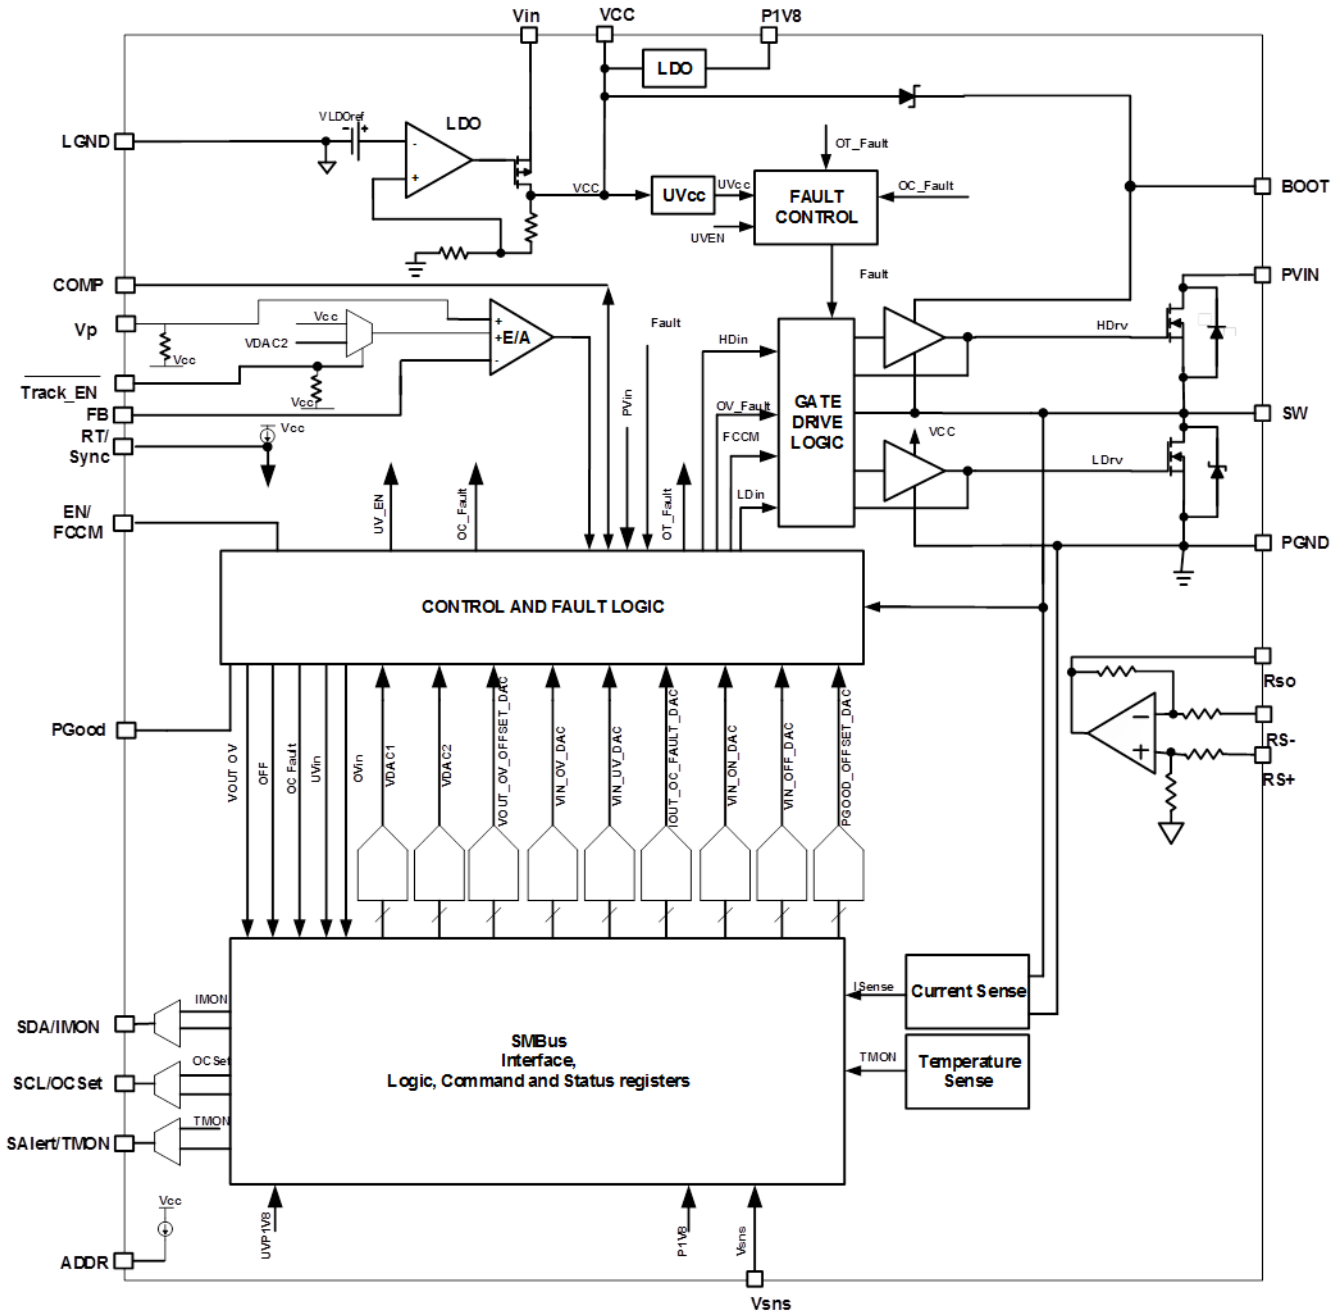 Vin
VCC
P1V8
LDO
VLDOref
-
+
LDO
LGND
-
+
OT_Fault
VCC
UVcc
UVcc
FAULT
CONTROL
OC_Fault
UVEN
BOOT
COMP
Fault
PVIN
Vp
Vcc
VDAC2
+
+E/A
-
Vcc
Fault
HDin
HDrv
Track_EN
Vcc
FB
PVin
OV_Fault
GATE
DRIVE
LOGIC
SW
RT/
Sync
Vcc
FCCM
VCC
LDrv
LDin
EN/
FCCM
UV_EN
OC_Fault
OT_Fault
PGND
CONTROL AND FAULT LOGIC
Rso
RS-
RS+
PGood
VOUT OV
OFF
OC Fault
UVin
OVin
VDAC1
VDAC2
VOUT_OV_OFFSET_DAC
VIN_OV_DAC
VIN_UV_DAC
IOUT_OC_FAULT_DAC
VIN_ON_DAC
VIN_OFF_DAC
PGOOD_OFFSET_DAC
SDA/IMON
IMON
ISense
Current Sense
SCL/OCSet
OCSet
SMBus
Interface,
Logic, Command and Status registers
TMON
Temperature
Sense
SAlert/TMON
TMON
Vcc
ADDR
UVP1V8
P1V8
Vsns
Vsns